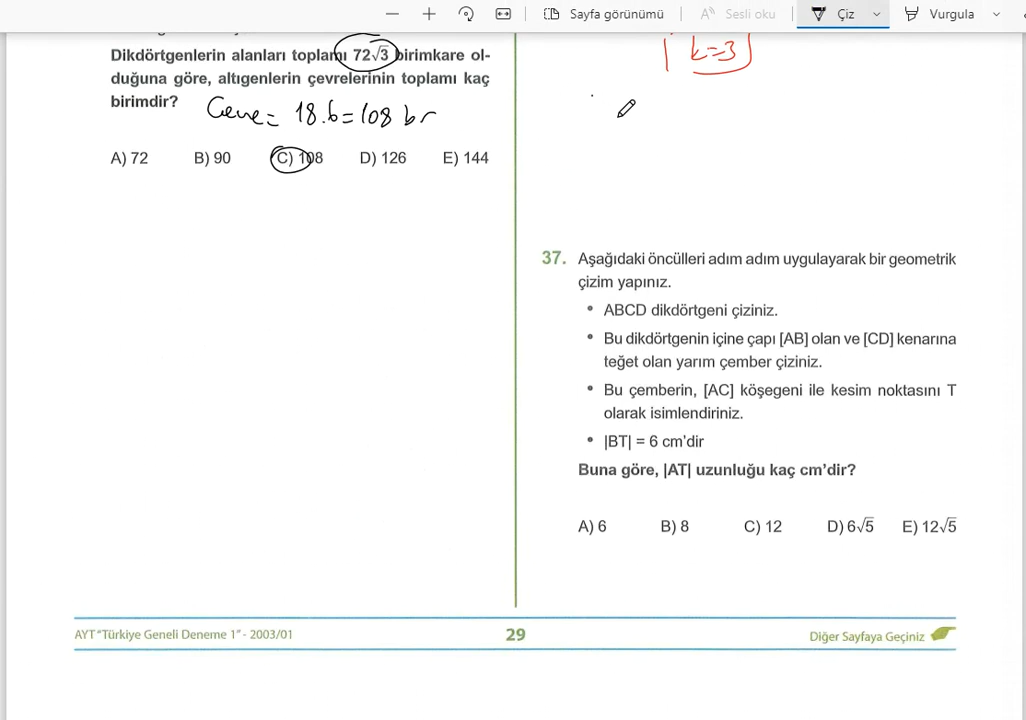 Sayfa görünümü
Sesli oku
Çiz
Vurgula
Dikdörtgenlerin alanları toplamı 72√3 birimkare ol-
duğuna göre, altıgenlerin çevrelerinin toplamı kaç
birimdir?
Çevre = 18.6=108 br
A) 72 B) 90 C) 108 D) 126 E) 144
k=3
37. Aşağıdaki öncülleri adım adım uygulayarak bir geometrik
çizim yapınız.
• ABCD dikdörtgeni çiziniz.
• Bu dikdörtgenin içine çapı [AB] olan ve [CD] kenarına
teğet olan yarım çember çiziniz.
• Bu çemberin, [AC] köşegeni ile kesim noktasını T
olarak isimlendiriniz.
• |BT| = 6 cm'dir
Buna göre, |AT| uzunluğu kaç cm'dir?
A) 6 B) 8 C) 12 D) 6√5 E) 12√5
AYT "Türkiye Geneli Deneme 1" - 2003/01
29
Diğer Sayfaya Geçiniz